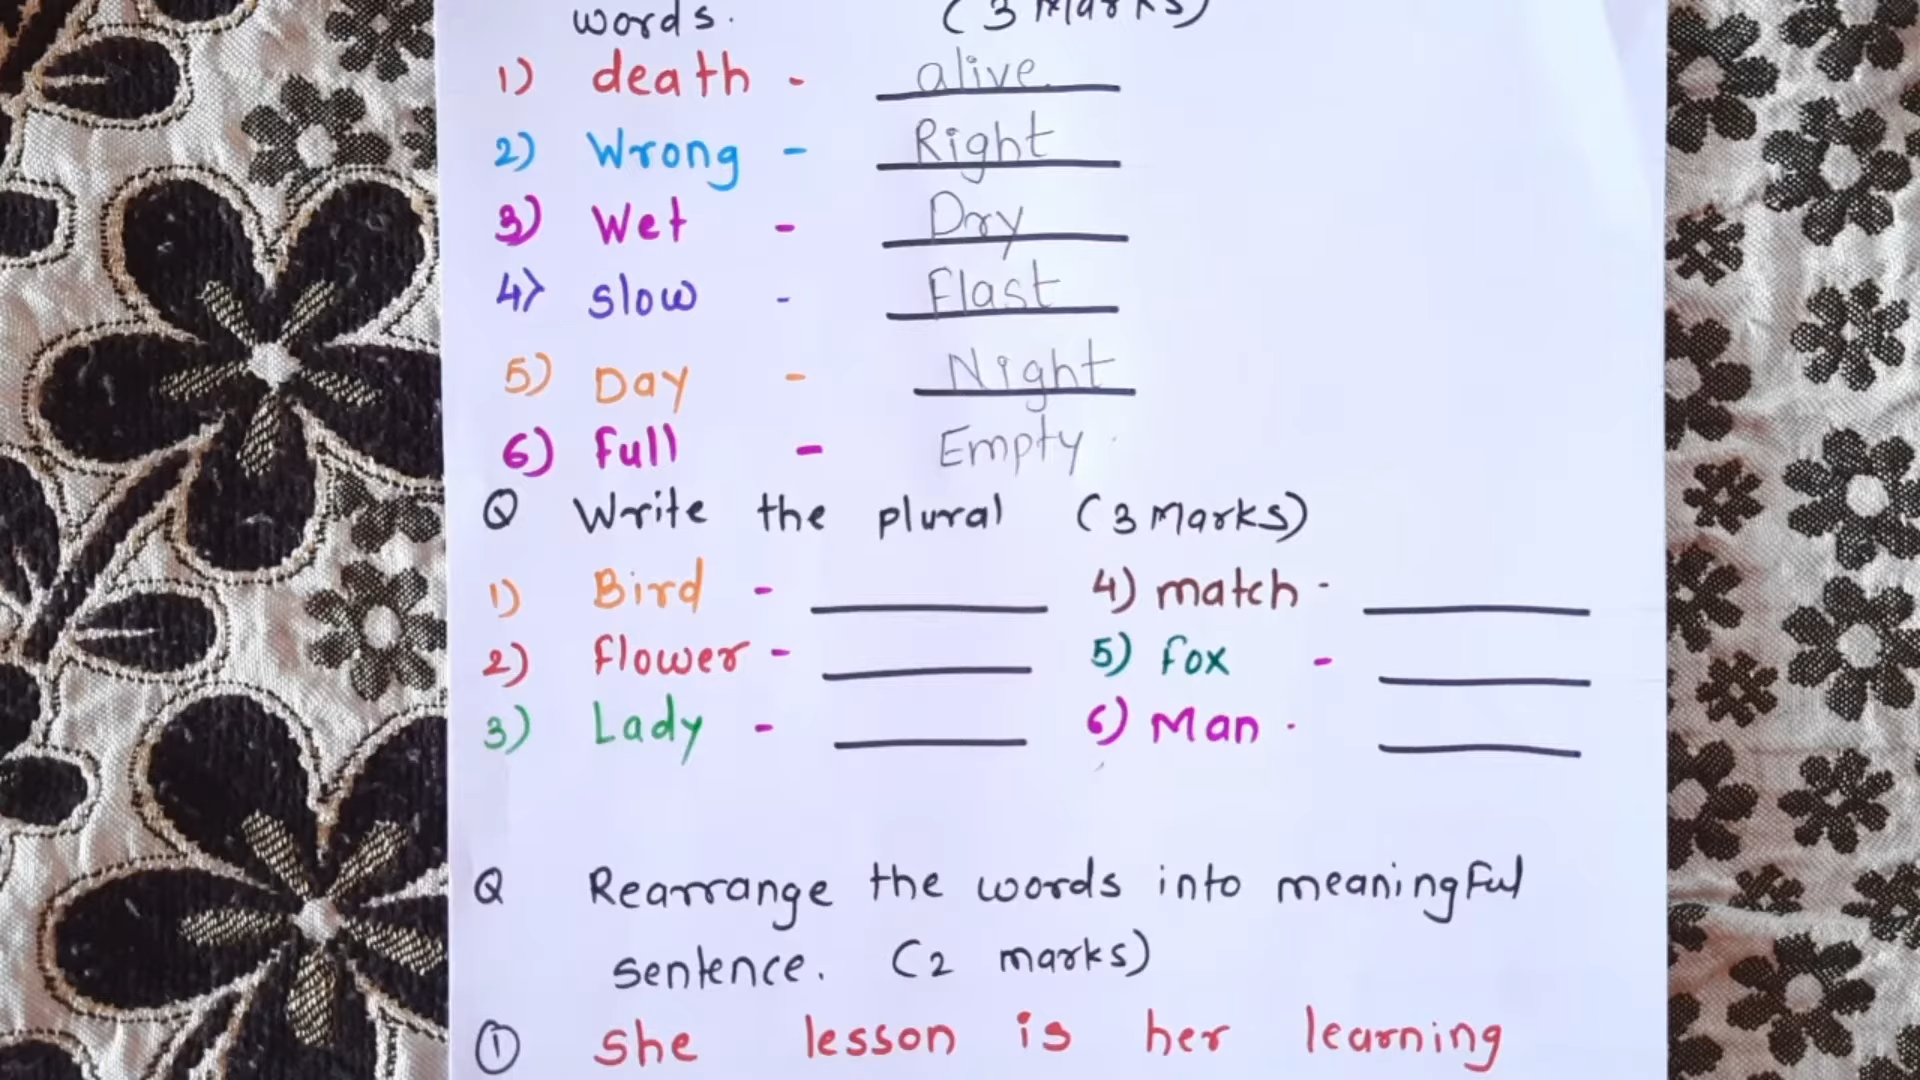 words. (3 Marks)
1) death - alive
2) Wrong - Right
3) Wet - Dry
4) slow - Flast
5) Day - Night
6) Full - Empty.
Q Write the plural (3 Marks)
1) Bird - 4) match -
2) flower - 5) fox -
3) Lady - 6) Man -
Q Rearrange the words into meaningful
sentence. (2 marks)
① She lesson is her learning